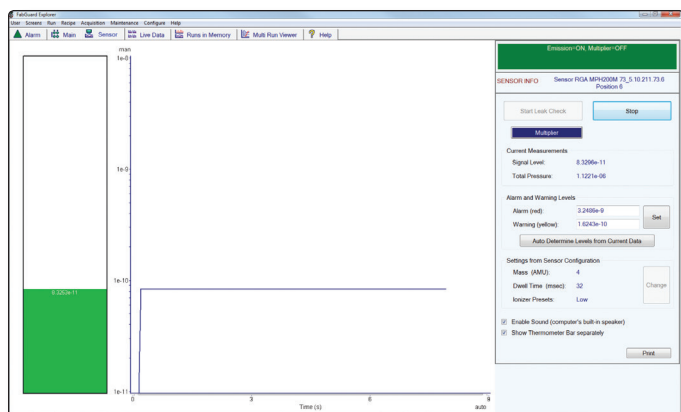 FabGuard Explorer
User Screens Run Recipe Acquisition Maintenance Configure Help
Alarm Main Sensor Live Data Runs in Memory Multi Run Viewer Help
man
1e-8
1e-9
1e-10
1e-11
0 3 6 9
Time (s) auto
Emission=ON, Multiplier=OFF
SENSOR INFO Sensor RGA MPH200M 73_5.10.211.73.6
Position 6
Start Leak Check Stop
Multiplier
Current Measurements
Signal Level: 8.3296e-11
Total Pressure: 1.1221e-06
Alarm and Warning Levels
Alarm (red): 3.2486e-9
Set
Warning (yellow): 1.6243e-10
Auto Determine Levels from Current Data
Settings from Sensor Configuration
Mass (AMU): 4
Dwell Time (msec): 32 Change
Ionizer Presets: Low
Enable Sound (computer's built-in speaker)
Show Thermometer Bar separately
Print